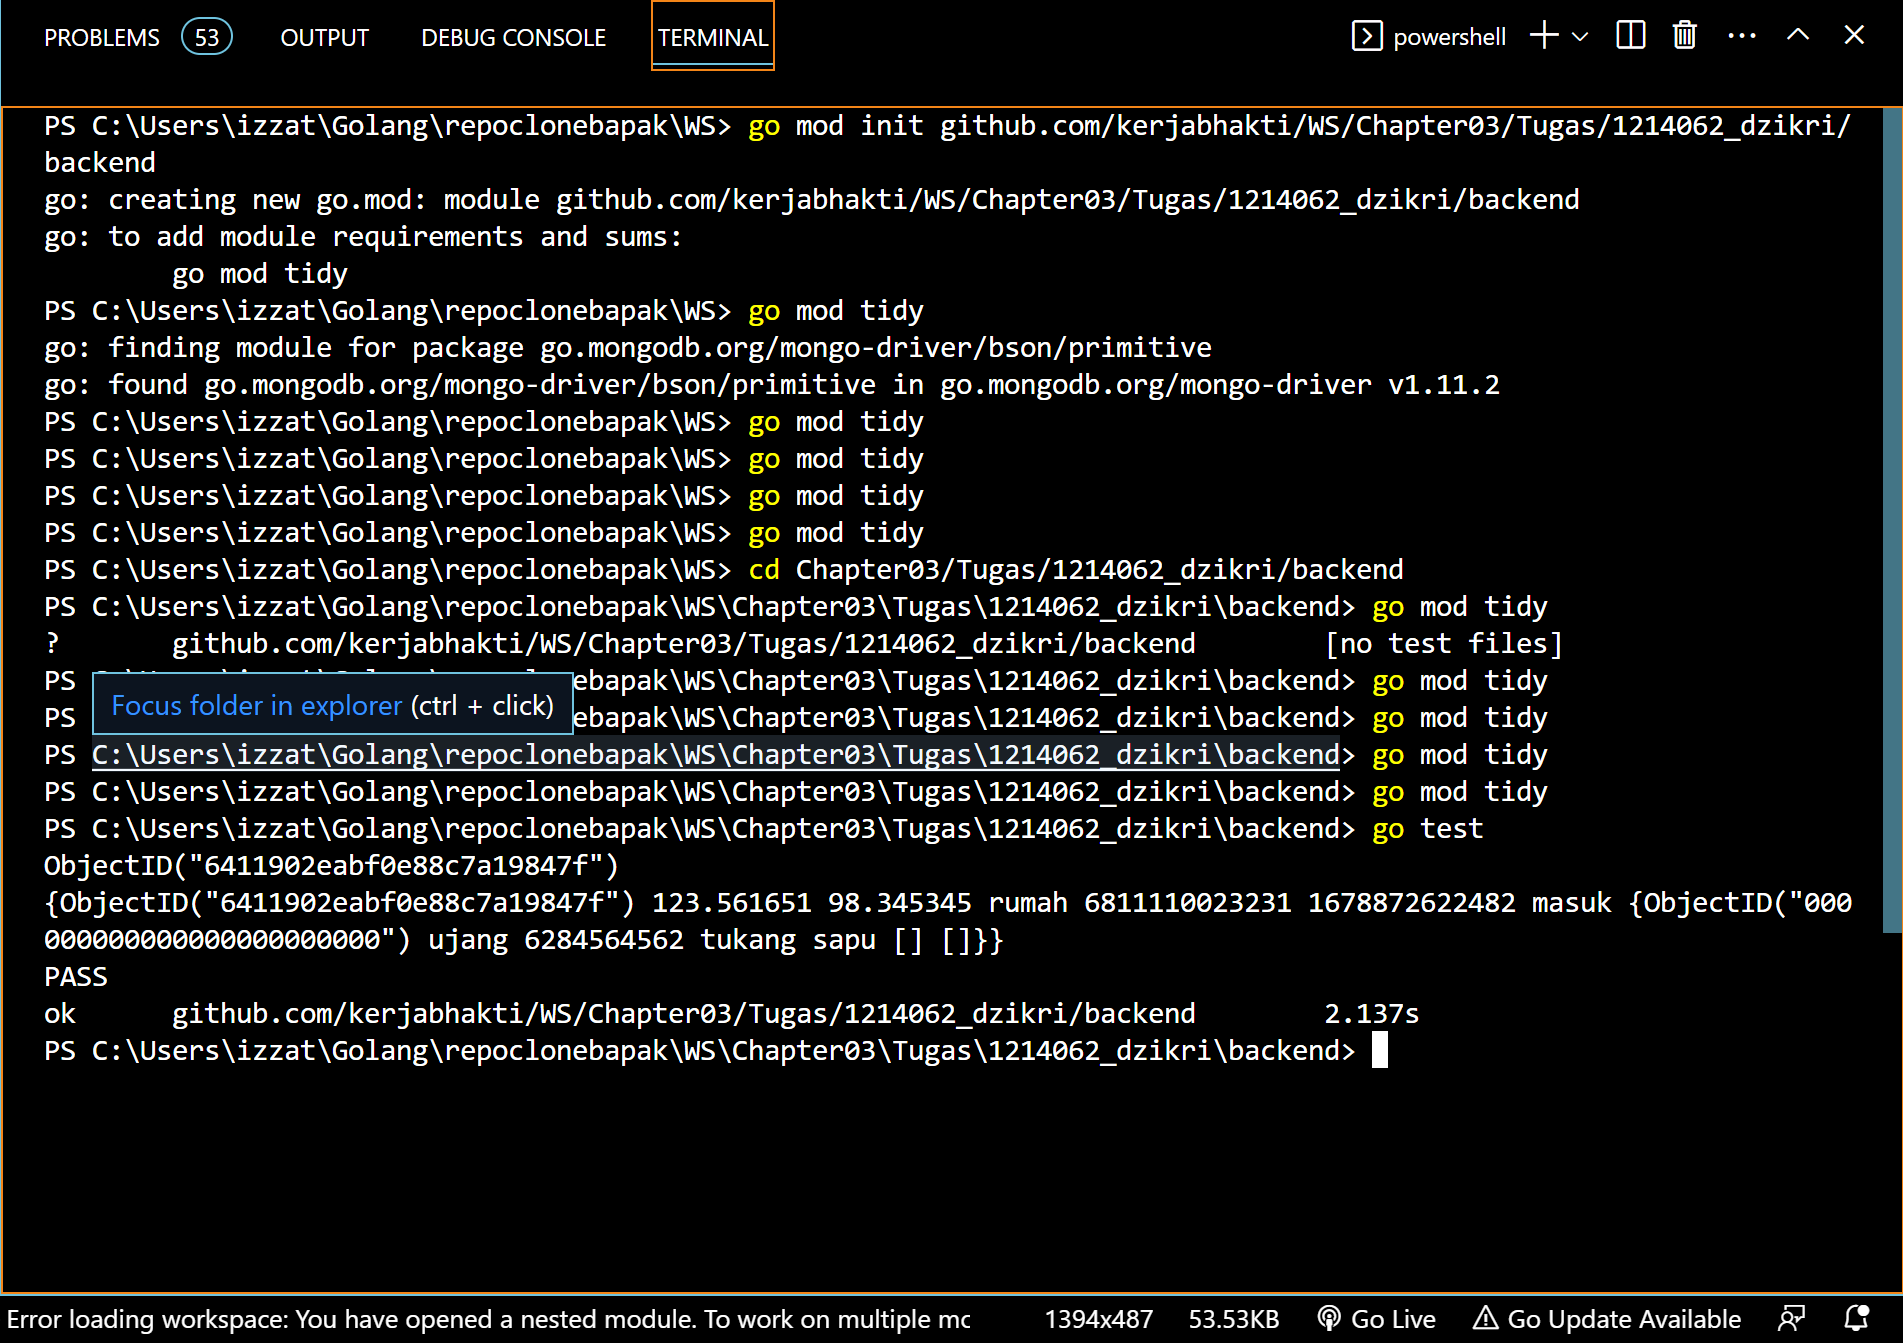 PROBLEMS 53 OUTPUT DEBUG CONSOLE TERMINAL powershell
PS C:\Users\izzat\Golang\repoclonebapak\WS> go mod init github.com/kerjabhakti/WS/Chapter03/Tugas/1214062_dzikri/
backend
go: creating new go.mod: module github.com/kerjabhakti/WS/Chapter03/Tugas/1214062_dzikri/backend
go: to add module requirements and sums:
go mod tidy
PS C:\Users\izzat\Golang\repoclonebapak\WS> go mod tidy
go: finding module for package go.mongodb.org/mongo-driver/bson/primitive
go: found go.mongodb.org/mongo-driver/bson/primitive in go.mongodb.org/mongo-driver v1.11.2
PS C:\Users\izzat\Golang\repoclonebapak\WS> go mod tidy
PS C:\Users\izzat\Golang\repoclonebapak\WS> go mod tidy
PS C:\Users\izzat\Golang\repoclonebapak\WS> go mod tidy
PS C:\Users\izzat\Golang\repoclonebapak\WS> go mod tidy
PS C:\Users\izzat\Golang\repoclonebapak\WS> cd Chapter03/Tugas/1214062_dzikri/backend
PS C:\Users\izzat\Golang\repoclonebapak\WS\Chapter03\Tugas\1214062_dzikri\backend> go mod tidy
? github.com/kerjabhakti/WS/Chapter03/Tugas/1214062_dzikri/backend [no test files]
PS ebapak\WS\Chapter03\Tugas\1214062_dzikri\backend> go mod tidy
Focus folder in explorer (ctrl + click)
PS ebapak\WS\Chapter03\Tugas\1214062_dzikri\backend> go mod tidy
PS C:\Users\izzat\Golang\repoclonebapak\WS\Chapter03\Tugas\1214062_dzikri\backend> go mod tidy
PS C:\Users\izzat\Golang\repoclonebapak\WS\Chapter03\Tugas\1214062_dzikri\backend> go mod tidy
PS C:\Users\izzat\Golang\repoclonebapak\WS\Chapter03\Tugas\1214062_dzikri\backend> go test
ObjectID("6411902eabf0e88c7a19847f")
{ObjectID("6411902eabf0e88c7a19847f") 123.561651 98.345345 rumah 6811110023231 1678872622482 masuk {ObjectID("000
000000000000000000000") ujang 6284564562 tukang sapu [] []}}
PASS
ok github.com/kerjabhakti/WS/Chapter03/Tugas/1214062_dzikri/backend 2.137s
PS C:\Users\izzat\Golang\repoclonebapak\WS\Chapter03\Tugas\1214062_dzikri\backend>
Error loading workspace: You have opened a nested module. To work on multiple mc 1394x487 53.53KB Go Live Go Update Available